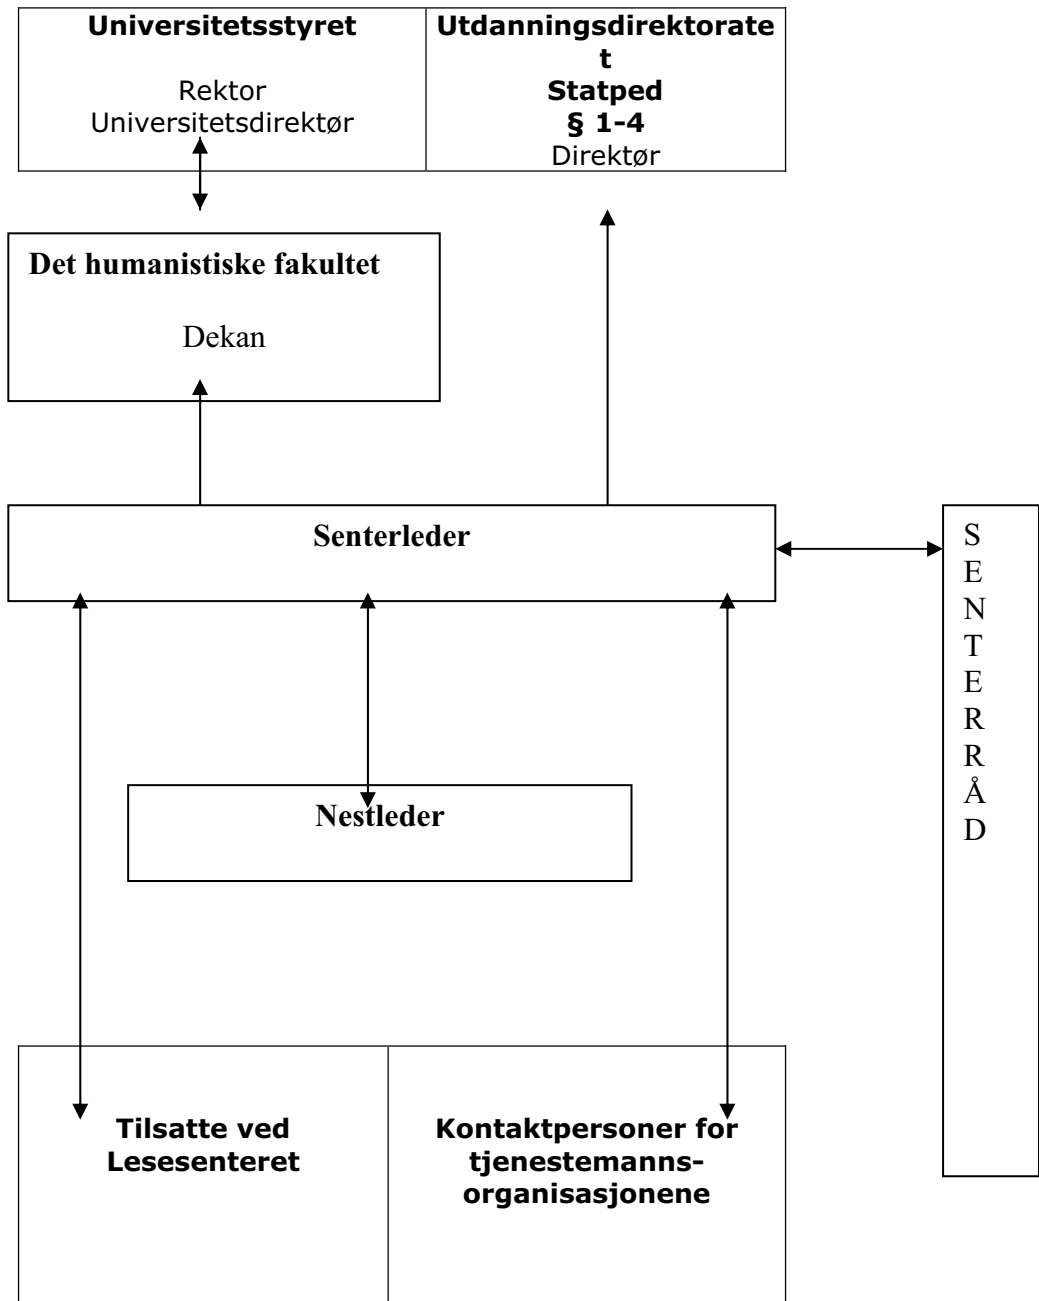 Universitetsstyret
Rektor
Universitetsdirektør
Utdanningsdirektorate
t
Statped
§ 1-4
Direktør
Det humanistiske fakultet
Dekan
Senterleder
S
E
N
T
E
R
R
Å
D
Nestleder
Tilsatte ved
Lesesenteret
Kontaktpersoner for
tjenestemanns-
organisasjonene